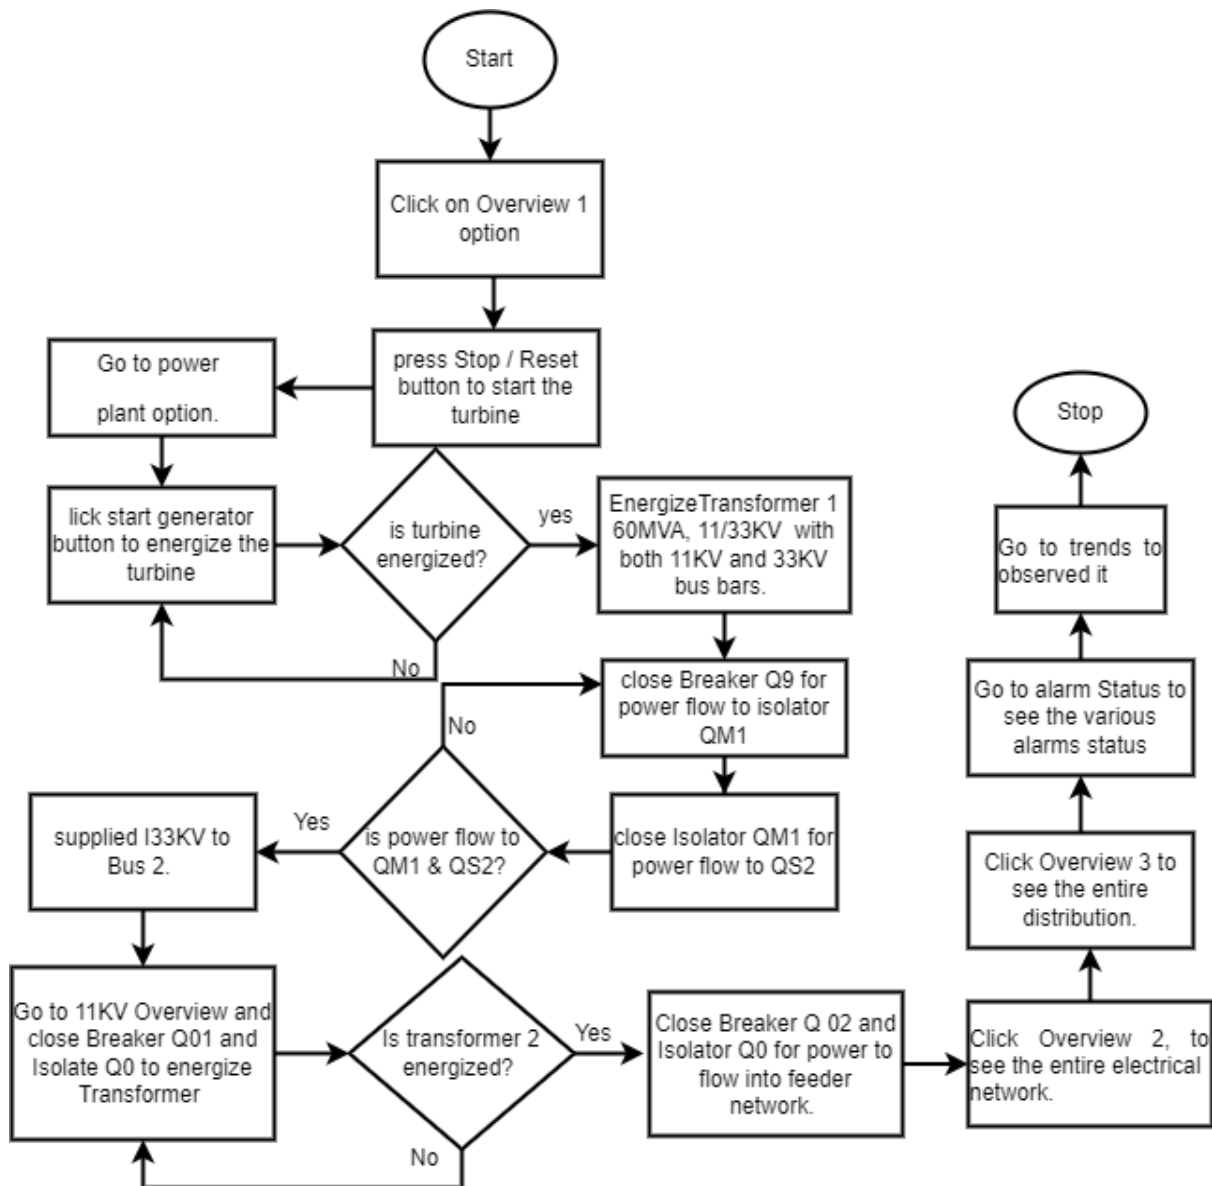 Start
Click on Overview 1
option
press Stop / Reset
button to start the
turbine
Go to power
plant option.
lick start generator
button to energize the
turbine
is turbine
energized?
yes
No
EnergizeTransformer 1
60MVA, 11/33KV with
both 11KV and 33KV
bus bars.
close Breaker Q9 for
power flow to isolator
QM1
close Isolator QM1 for
power flow to QS2
is power flow to
QM1 & QS2?
No
Yes
supplied I33KV to
Bus 2.
Go to 11KV Overview and
close Breaker Q01 and
Isolate Q0 to energize
Transformer
Is transformer 2
energized?
No
Yes
Close Breaker Q 02 and
Isolator Q0 for power to
flow into feeder
network.
Click Overview 2, to
see the entire electrical
network.
Click Overview 3 to
see the entire
distribution.
Go to alarm Status to
see the various
alarms status
Go to trends to
observed it
Stop